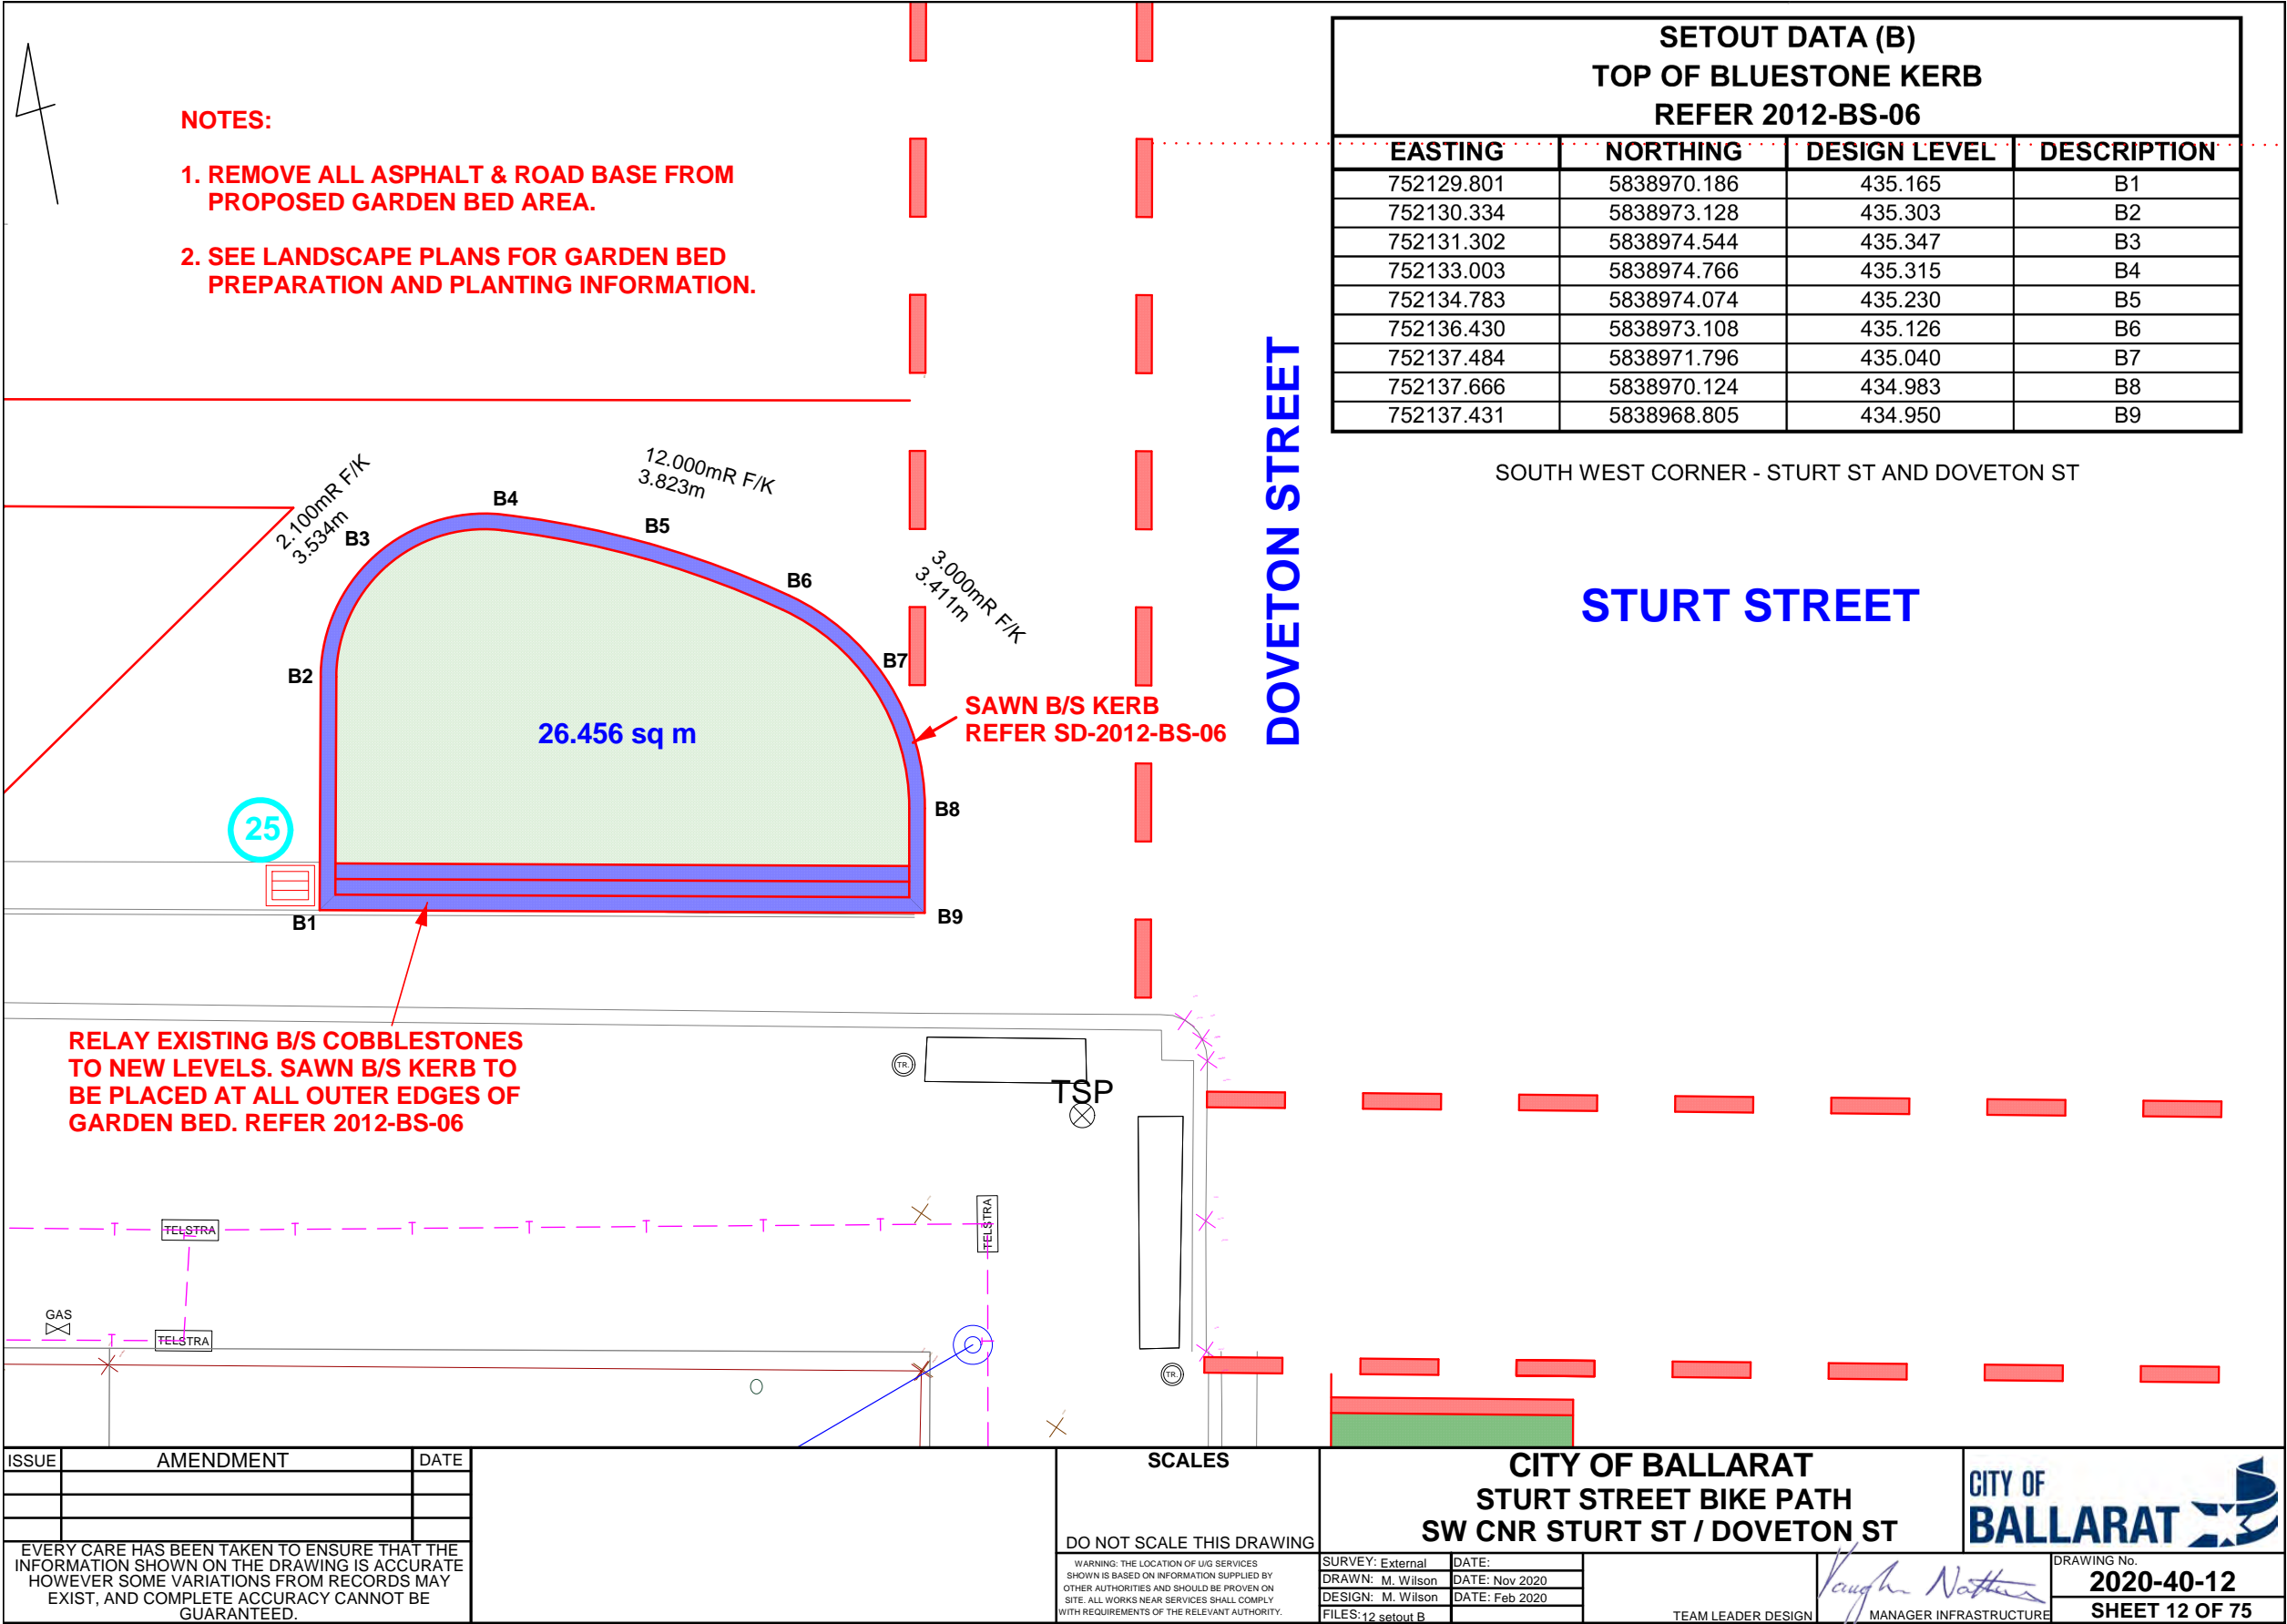 NOTES:
1. REMOVE ALL ASPHALT & ROAD BASE FROM
PROPOSED GARDEN BED AREA.
2. SEE LANDSCAPE PLANS FOR GARDEN BED
PREPARATION AND PLANTING INFORMATION.
SETOUT DATA (B)
TOP OF BLUESTONE KERB
REFER 2012-BS-06
EASTING NORTHING DESIGN LEVEL DESCRIPTION
752129.801 5838970.186 435.165 B1
752130.334 5838973.128 435.303 B2
752131.302 5838974.544 435.347 B3
752133.003 5838974.766 435.315 B4
752134.783 5838974.074 435.230 B5
752136.430 5838973.108 435.126 B6
752137.484 5838971.796 435.040 B7
752137.666 5838970.124 434.983 B8
752137.431 5838968.805 434.950 B9
SOUTH WEST CORNER - STURT ST AND DOVETON ST
DOVETON STREET
STURT STREET
2.100mR F/K
3.534m
12.000mR F/K
3.823m
3.000mR F/K
3.411m
B4
B5
B3
B6
B7
B2
SAWN B/S KERB
REFER SD-2012-BS-06
26.456 sq m
B8
25
B1
B9
RELAY EXISTING B/S COBBLESTONES
TO NEW LEVELS. SAWN B/S KERB TO
BE PLACED AT ALL OUTER EDGES OF
GARDEN BED. REFER 2012-BS-06
TR.
TSP
T T T T T T T
TELSTRA
TELSTRA
GAS
T
TELSTRA
T
TR.
ISSUE AMENDMENT DATE
EVERY CARE HAS BEEN TAKEN TO ENSURE THAT THE
INFORMATION SHOWN ON THE DRAWING IS ACCURATE
HOWEVER SOME VARIATIONS FROM RECORDS MAY
EXIST, AND COMPLETE ACCURACY CANNOT BE
GUARANTEED.
SCALES
DO NOT SCALE THIS DRAWING
WARNING: THE LOCATION OF U/G SERVICES
SHOWN IS BASED ON INFORMATION SUPPLIED BY
OTHER AUTHORITIES AND SHOULD BE PROVEN ON
SITE. ALL WORKS NEAR SERVICES SHALL COMPLY
WITH REQUIREMENTS OF THE RELEVANT AUTHORITY.
CITY OF BALLARAT
STURT STREET BIKE PATH
SW CNR STURT ST / DOVETON ST
SURVEY: External DATE:
DRAWN: M. Wilson DATE: Nov 2020
DESIGN: M. Wilson DATE: Feb 2020
FILES: 12 setout B
TEAM LEADER DESIGN
MANAGER INFRASTRUCTURE
CITY OF
BALLARAT
DRAWING No.
2020-40-12
SHEET 12 OF 75